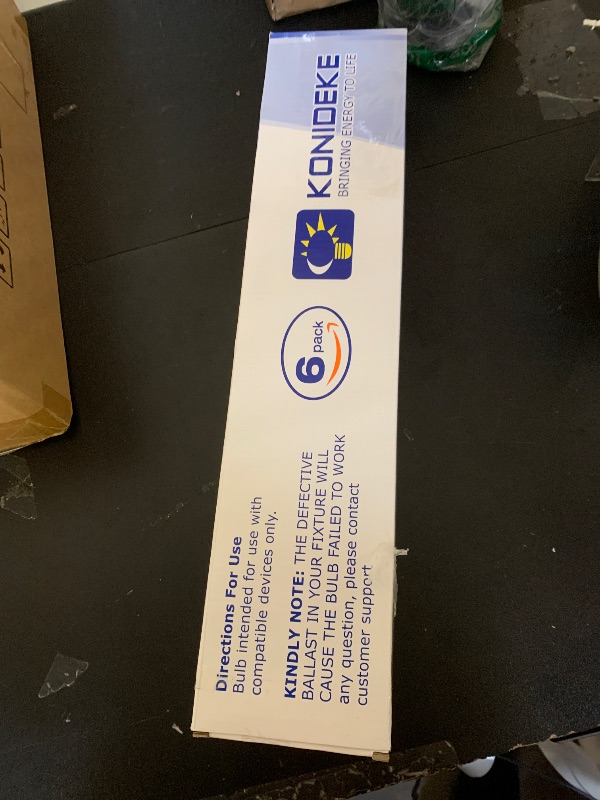 Directions For Use
Bulb intended for use with
compatible devices only.
KINDLY NOTE: THE DEFECTIVE
BALLAST IN YOUR FIXTURE WILL
CAUSE THE BULB FAILED TO WORK
any question, please contact
customer support
6 pack
KONIDEKE
BRINGING ENERGY TO LIFE